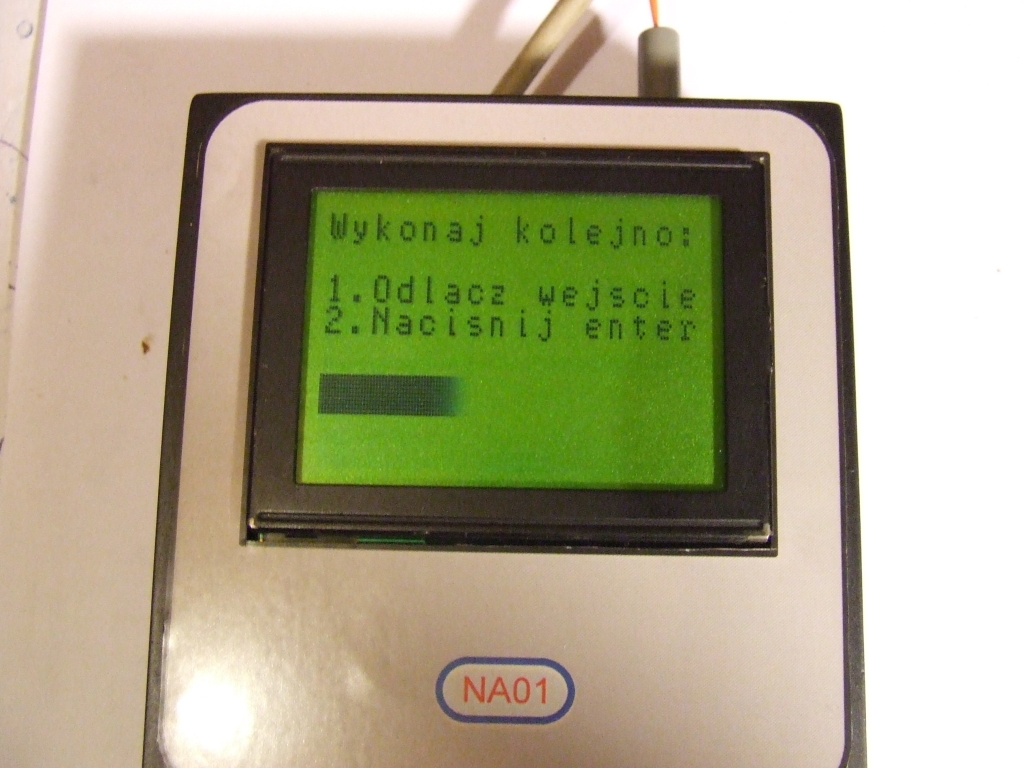 Wykonaj kolejno:
1.Odlacz wejscie
2.Nacisnij enter
NA01